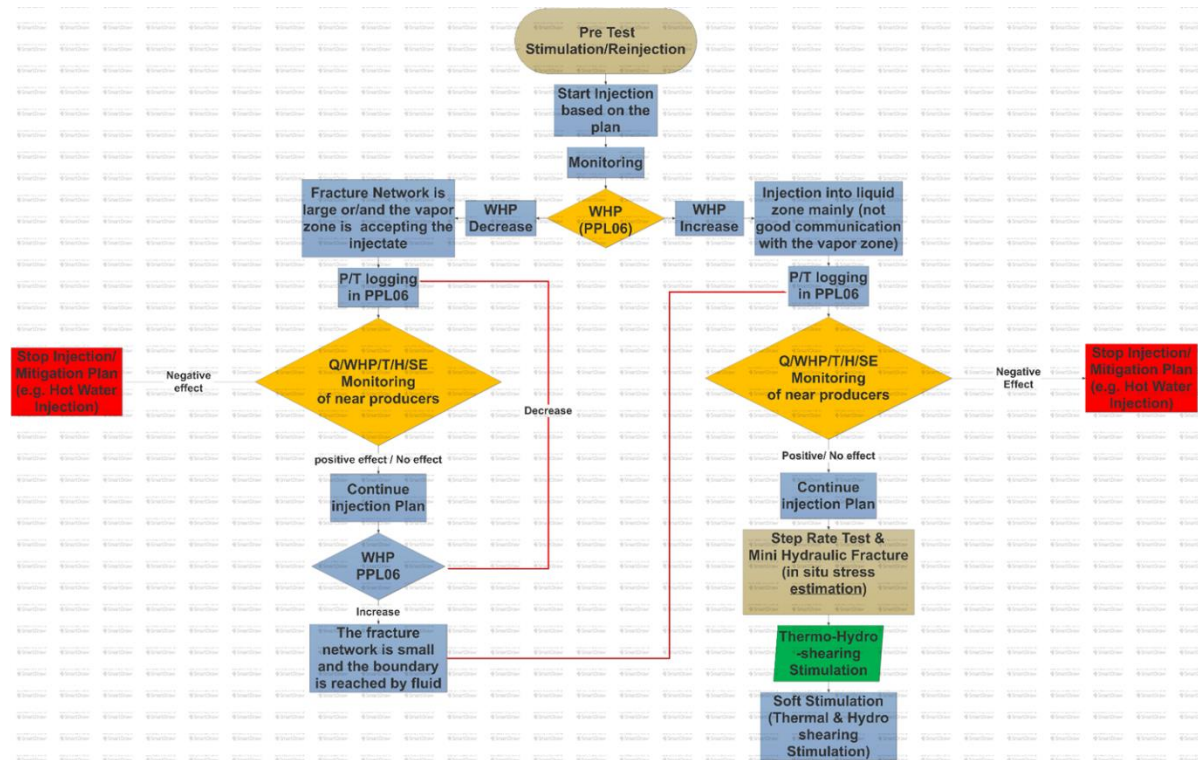 Pre Test
Stimulation/Reinjection
Start Injection
based on the
plan
Monitoring
WHP
(PPL06)
WHP
Decrease
Fracture Network is
large or/and the vapor
zone is accepting the
injectate
WHP
Increase
Injection into liquid
zone mainly (not
good communication
with the vapor zone)
P/T logging
in PPL06
Q/WHP/T/H/SE
Monitoring
of near producers
Negative
effect
Stop Injection/
Mitigation Plan
(e.g. Hot Water
Injection)
positive effect / No effect
Continue
injection Plan
WHP
PPL06
Decrease
Increase
The fracture
network is small
and the boundary
is reached by fluid
P/T logging
in PPL06
Q/WHP/T/H/SE
Monitoring
of near producers
Negative
Effect
Stop Injection/
Mitigation Plan
(e.g. Hot Water
Injection)
Positive/ No effect
Continue
injection Plan
Step Rate Test &
Mini Hydraulic Fracture
(in situ stress
estimation)
Thermo-Hydro
-shearing
Stimulation
Soft Stimulation
(Thermal & Hydro
shearing
Stimulation)
SmartDraw